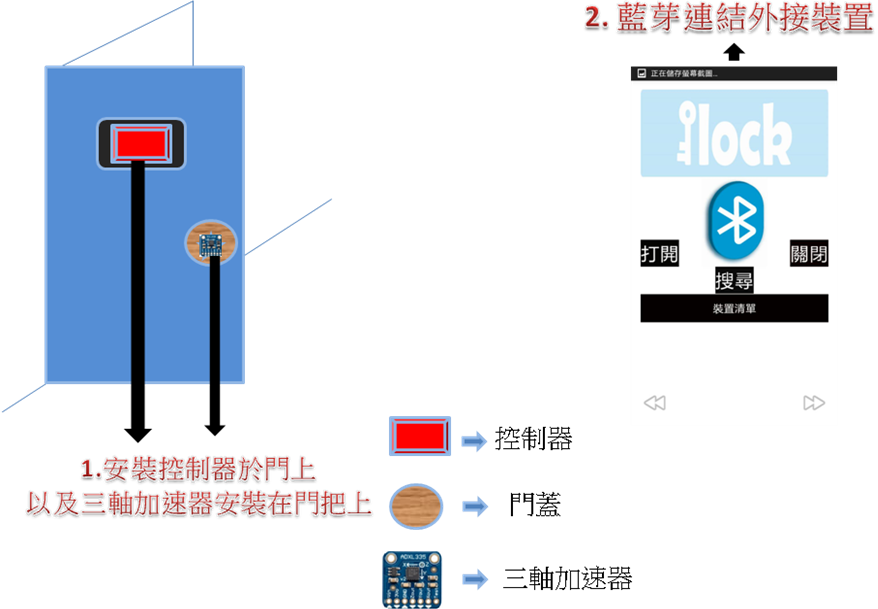 2. 藍芽連結外接裝置
正在儲存螢幕截圖...
ilock
打開
關閉
搜尋
裝置清單
1.安裝控制器於門上
以及三軸加速器安裝在門把上
控制器
門蓋
ADXL335
三軸加速器